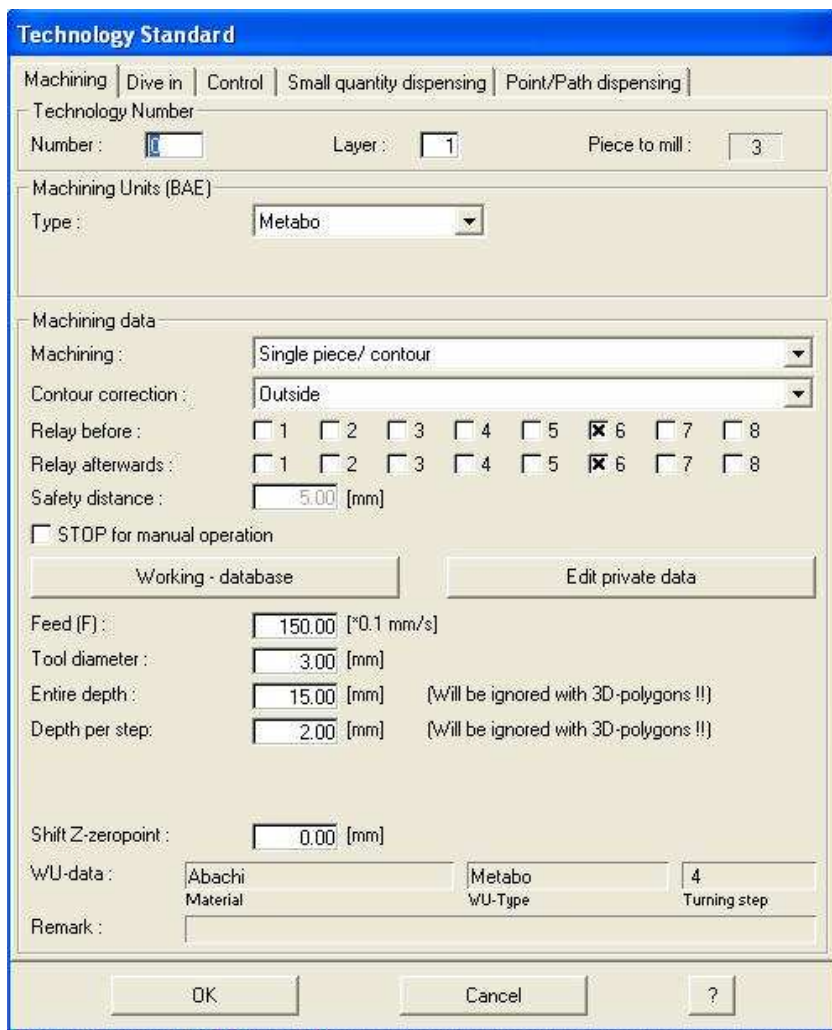 Technology Standard
Machining Dive in Control Small quantity dispensing Point/Path dispensing
Technology Number
Number : 0 Layer : 1 Piece to mill : 3
Machining Units (BAE)
Type : Metabo
Machining data
Machining : Single piece/ contour
Contour correction : Outside
Relay before : 1 2 3 4 5 6 7 8
Relay afterwards : 1 2 3 4 5 6 7 8
Safety distance : 5.00 [mm]
STOP for manual operation
Working - database Edit private data
Feed (F) : 150.00 [*0.1 mm/s]
Tool diameter : 3.00 [mm]
Entire depth : 15.00 [mm] (Will be ignored with 3D-polygons !!)
Depth per step: 2.00 [mm] (Will be ignored with 3D-polygons !!)
Shift Z-zeropoint : 0.00 [mm]
WU-data : Abachi Metabo 4
Material WU-Type Turning step
Remark :
OK Cancel ?